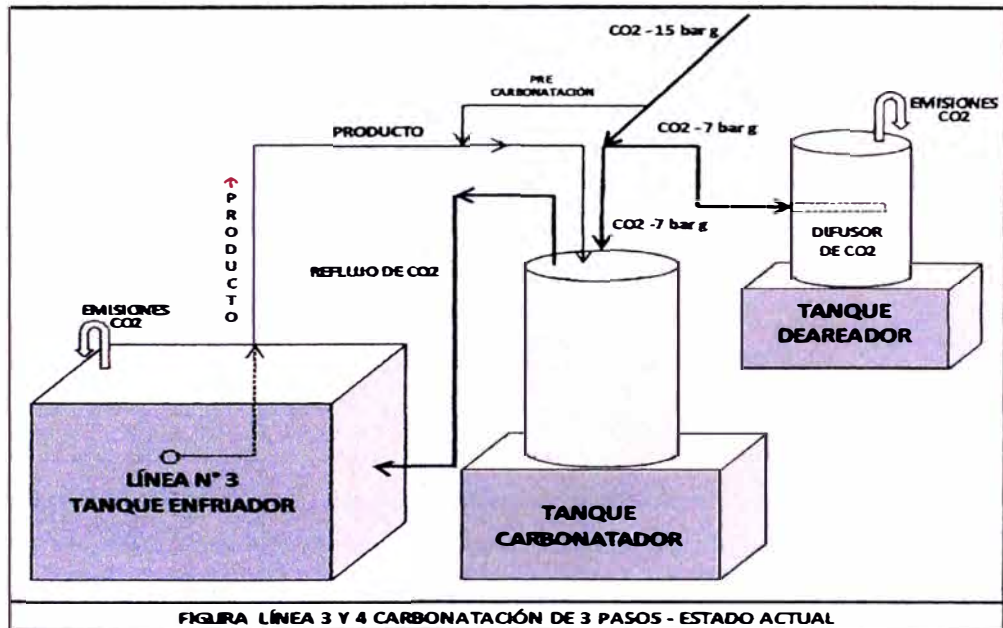 CO2 - 15 bar g
PRE
CARBONATACIÓN
PRODUCTO
CO2 - 7 bar g
EMISIONES
CO2
PRODUCTO
CO2 -7 bar g
DIFUSOR
DE CO2
REFLUJO DE CO2
EMISIONES
CO2
TANQUE
DEAREADOR
LÍNEA N° 3
TANQUE ENFRIADOR
TANQUE
CARBONATADOR
FIGURA LÍNEA 3 Y 4 CARBONATACIÓN DE 3 PASOS - ESTADO ACTUAL